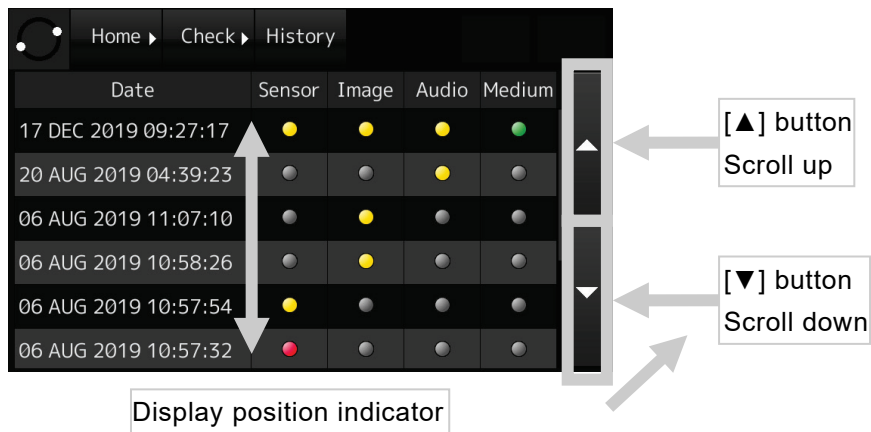 Home ▶ Check ▶ History
Date Sensor Image Audio Medium
17 DEC 2019 09:27:17
20 AUG 2019 04:39:23
06 AUG 2019 11:07:10
06 AUG 2019 10:58:26
06 AUG 2019 10:57:54
06 AUG 2019 10:57:32
[▲] button
Scroll up
[▼] button
Scroll down
Display position indicator